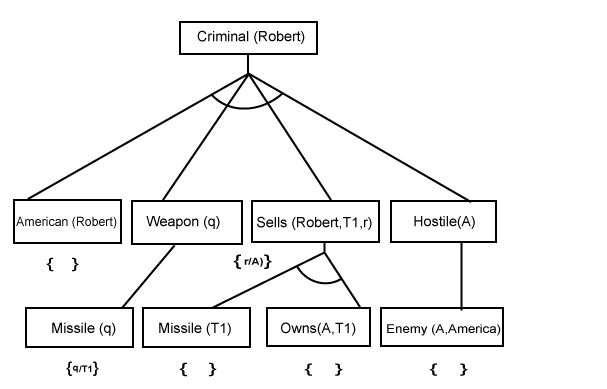 Criminal (Robert)
American (Robert)
Weapon (q)
Sells (Robert,T1,r)
Hostile(A)
{ }
{ r/A)}
Missile (q)
Missile (T1)
Owns(A,T1)
Enemy (A,America)
{q/T1}
{ }
{ }
{ }